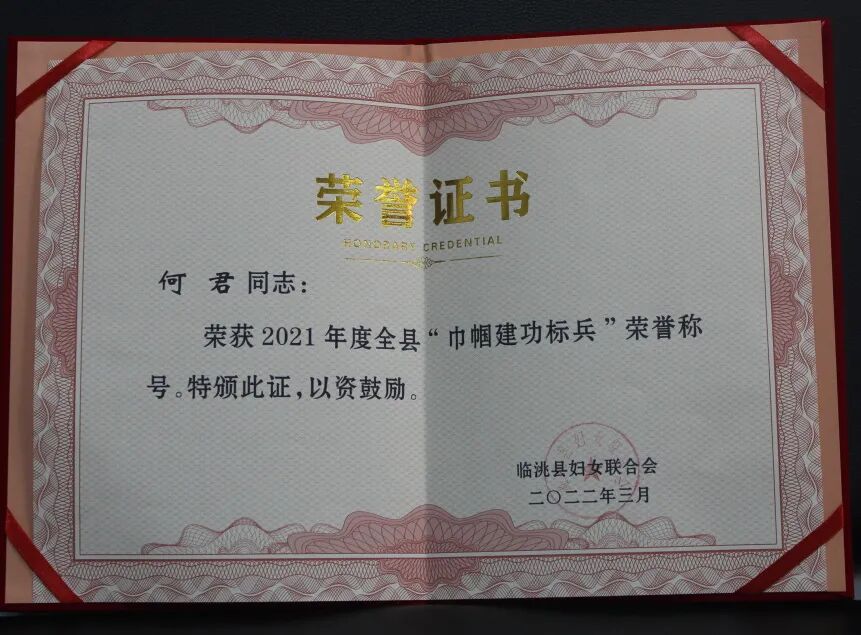 荣誉证书
HONORARY CREDENTIAL
何君同志：
荣获2021年度全县“巾帼建功标兵”荣誉称
号。特颁此证，以资鼓励。
临洮县妇女联合会
二〇二二年三月